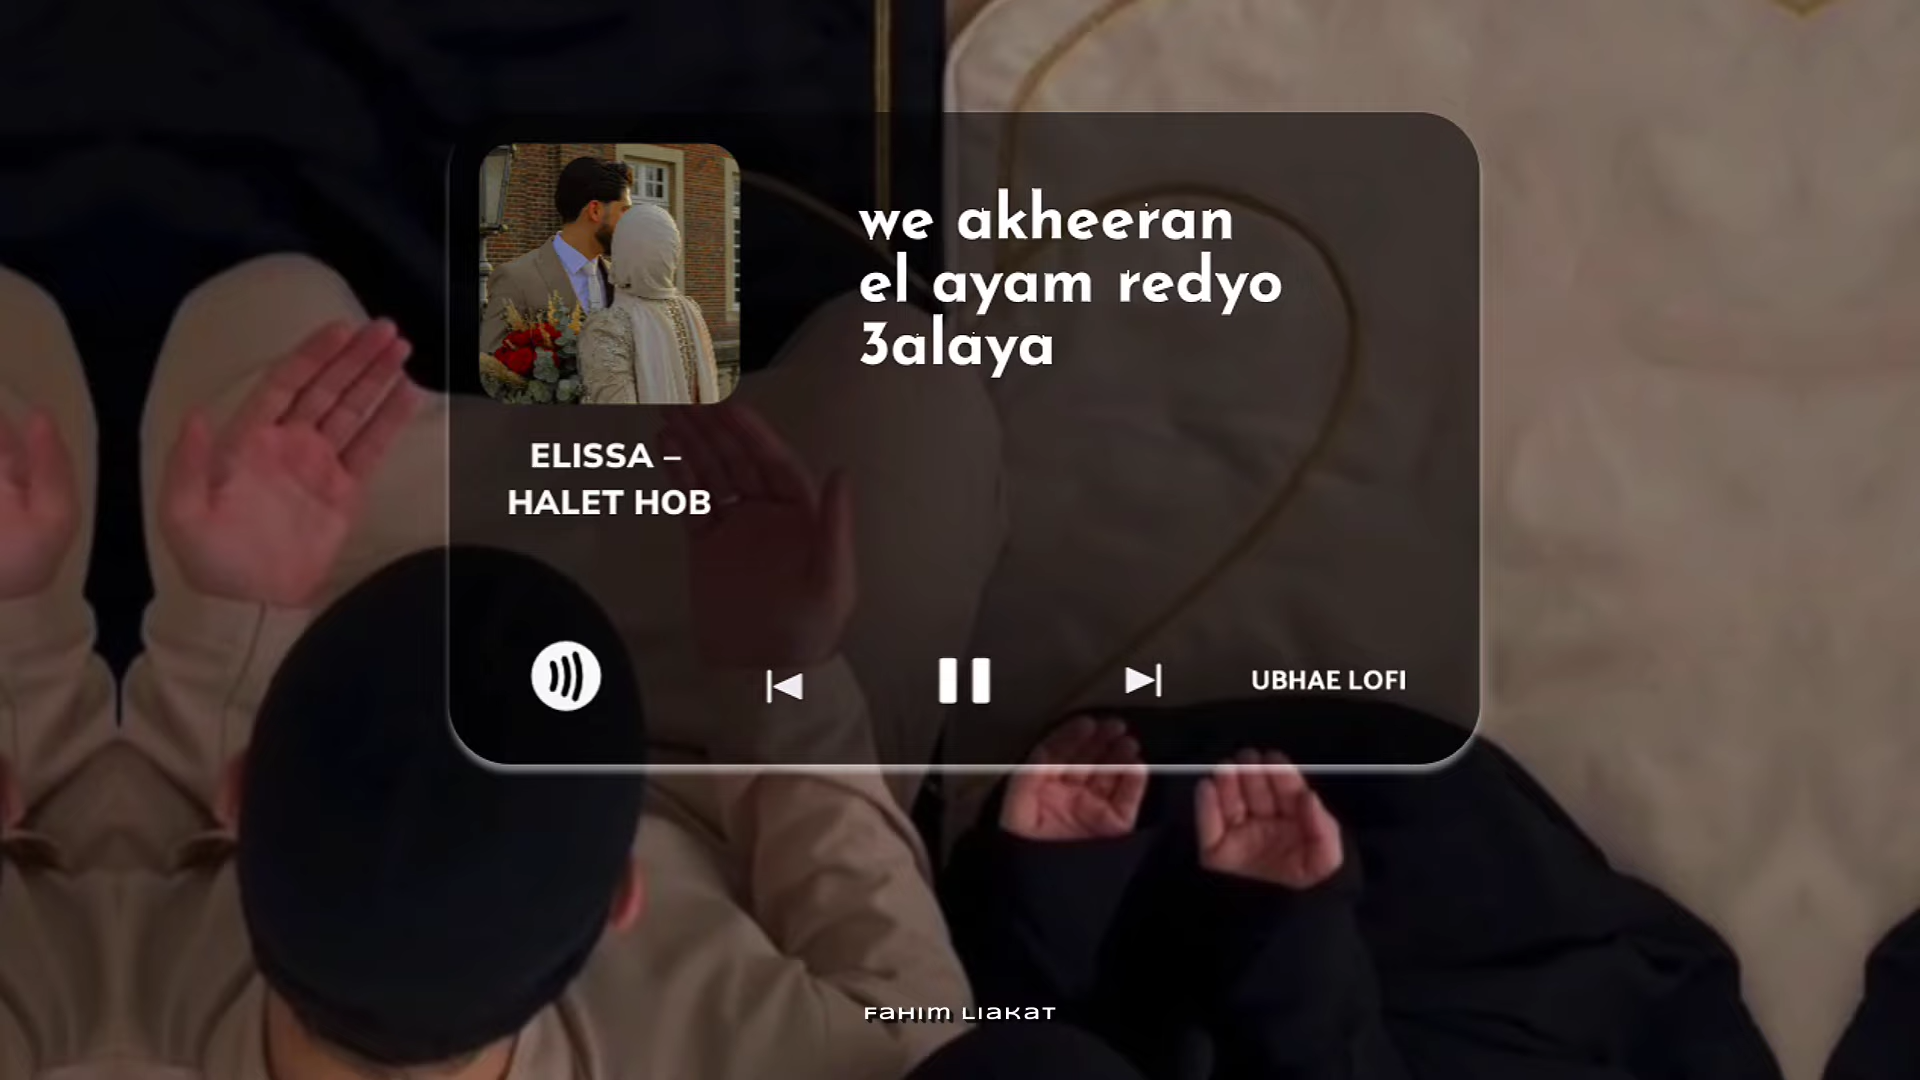 we akheeran
el ayam redyo
3alaya
ELISSA –
HALET HOB
UBHAE LOFI
FaHIM LIaKaT